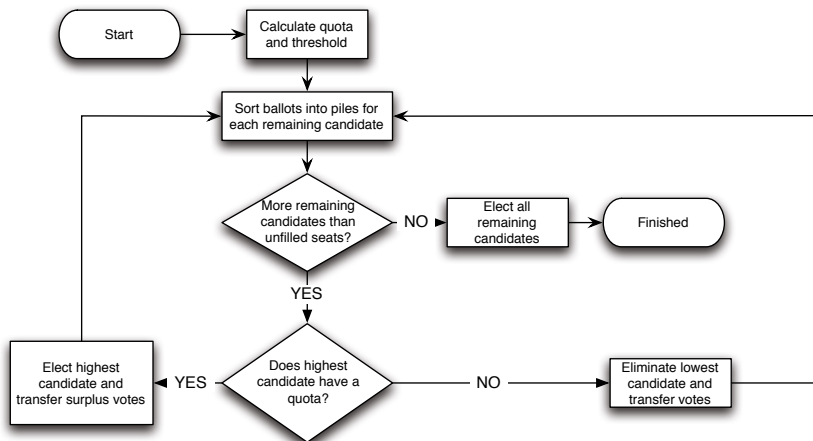 Start
Calculate quota
and threshold
Sort ballots into piles for
each remaining candidate
More remaining
candidates than
unfilled seats?
NO
Elect all
remaining
candidates
Finished
YES
Does highest
candidate have a
quota?
YES
Elect highest
candidate and
transfer surplus votes
NO
Eliminate lowest
candidate and
transfer votes